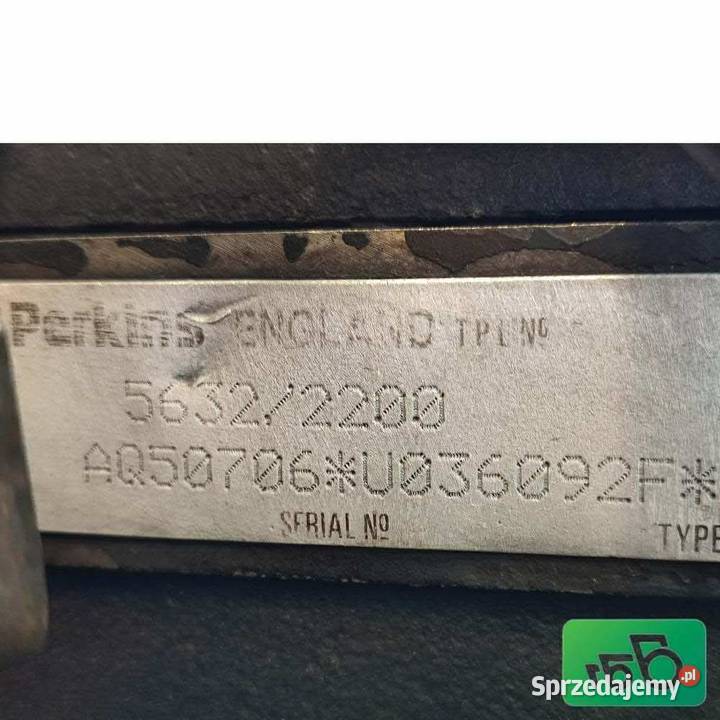 Perkins ENGLAND TPL Nº
5632/2200
AQ50706*U036092F*
SERIAL Nº TYPE
Sprzedajemy.pl